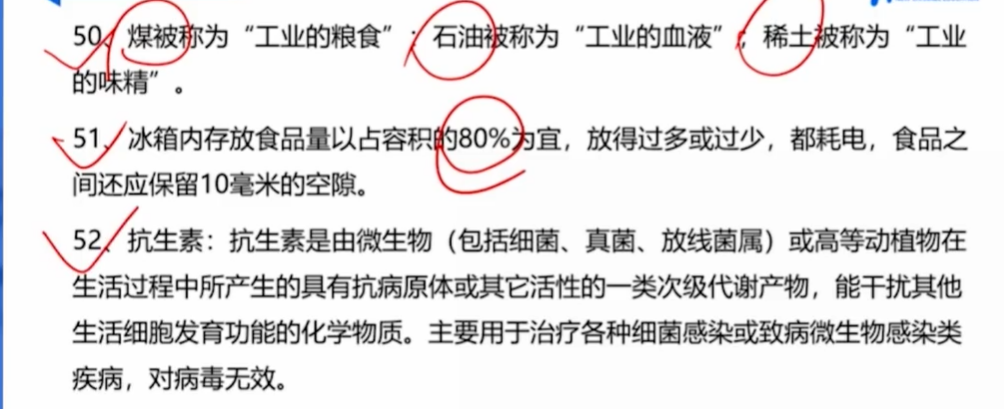 50、煤被称为“工业的粮食”；石油被称为“工业的血液”；稀土被称为“工业
的味精”。
51、冰箱内存放食品量以占容积的80%为宜，放得过多或过少，都耗电，食品之
间还应保留10毫米的空隙。
52、抗生素：抗生素是由微生物（包括细菌、真菌、放线菌属）或高等动植物在
生活过程中所产生的具有抗病原体或其它活性的一类次级代谢产物，能干扰其他
生活细胞发育功能的化学物质。主要用于治疗各种细菌感染或致病微生物感染类
疾病，对病毒无效。